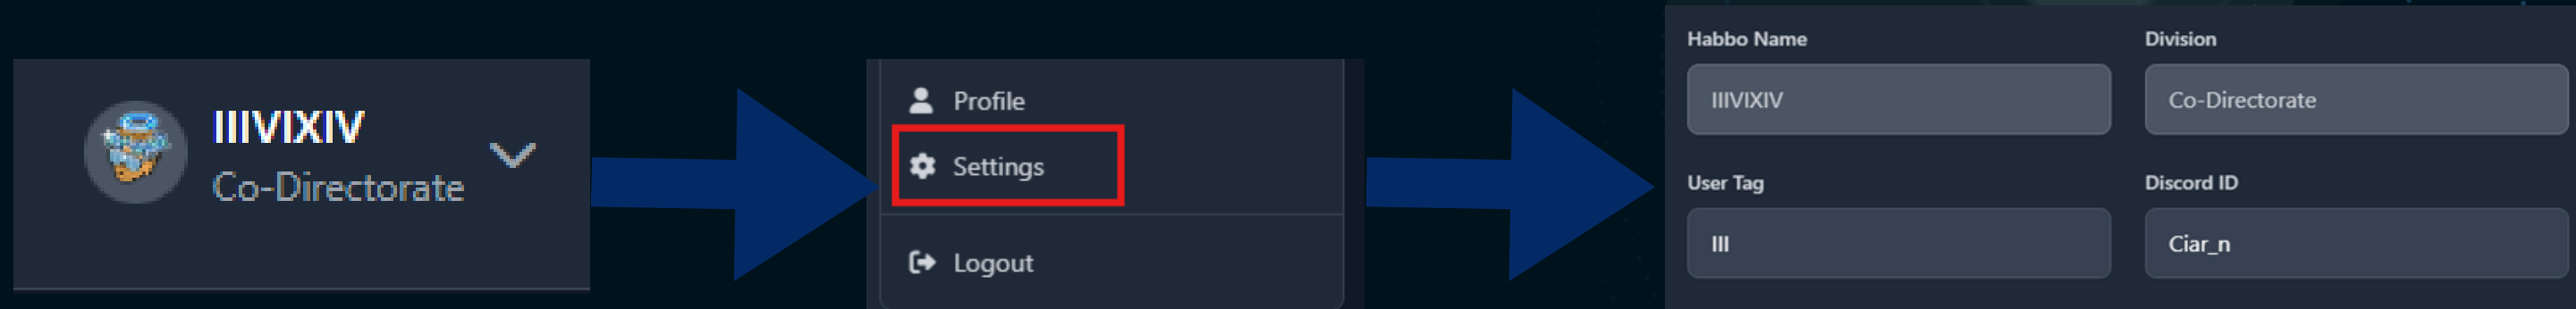 IIIVIXIV
Co-Directorate
Profile
Settings
Logout
Habbo Name
Division
IIIVIXIV
Co-Directorate
User Tag
Discord ID
III
Ciar_n